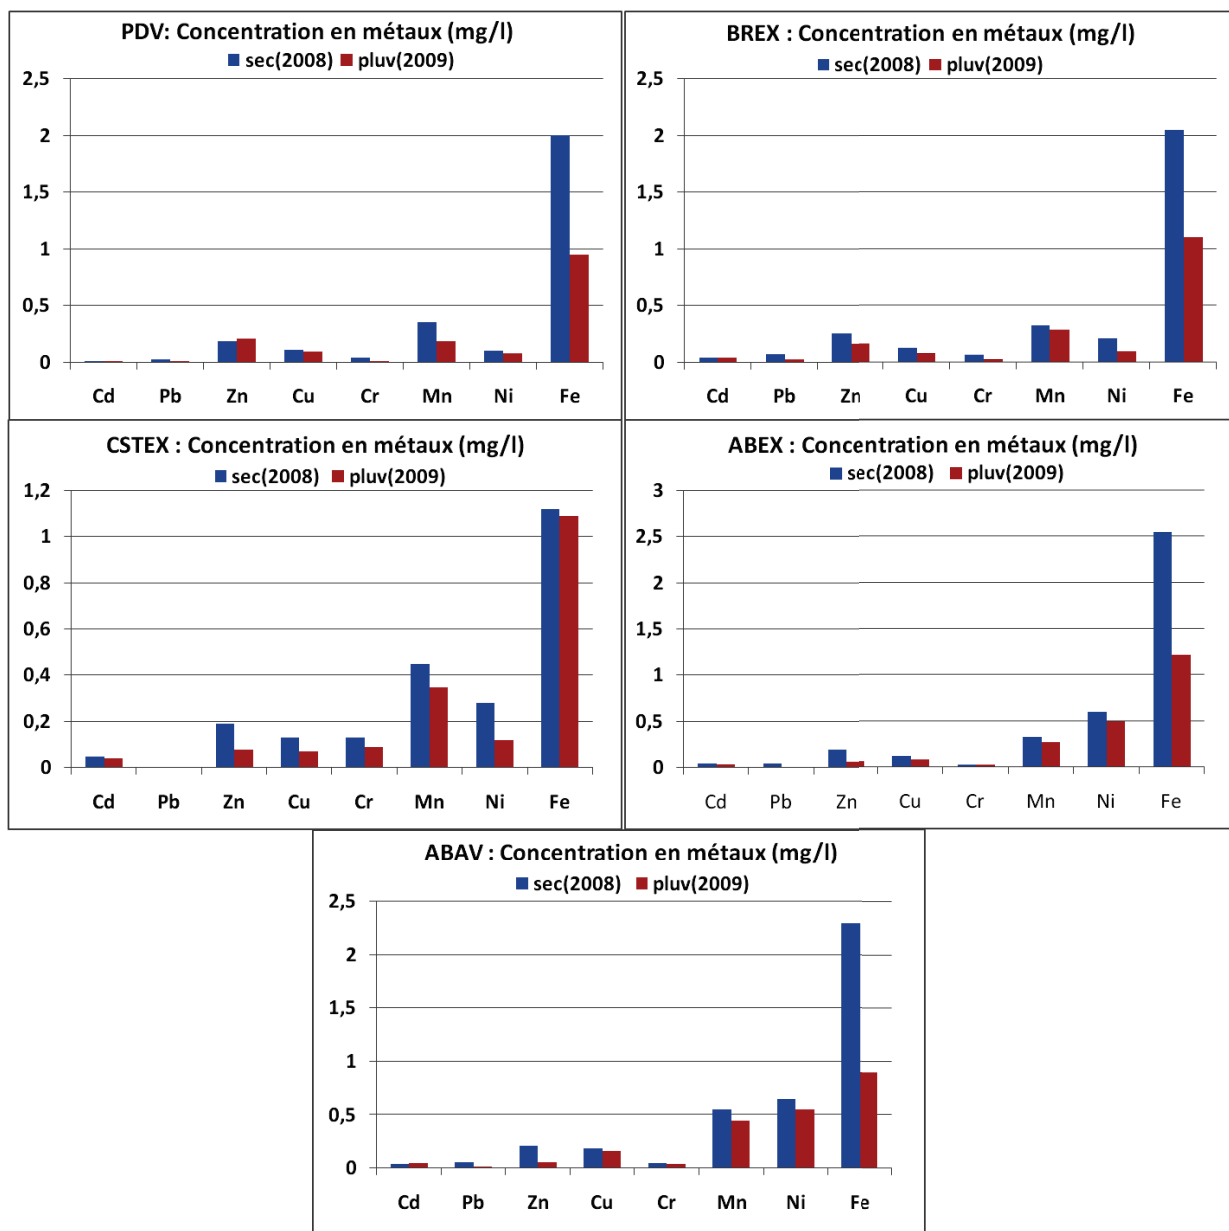 PDV: Concentration en métaux (mg/l)
sec(2008) pluv(2009)
2,5
2
1,5
1
0,5
0
Cd Pb Zn Cu Cr Mn Ni Fe
BREX : Concentration en métaux (mg/l)
sec(2008) pluv(2009)
2,5
2
1,5
1
0,5
0
Cd Pb Zn Cu Cr Mn Ni Fe
CSTEX : Concentration en métaux (mg/l)
sec(2008) pluv(2009)
1,2
1
0,8
0,6
0,4
0,2
0
Cd Pb Zn Cu Cr Mn Ni Fe
ABEX : Concentration en métaux (mg/l)
sec(2008) pluv(2009)
3
2,5
2
1,5
1
0,5
0
Cd Pb Zn Cu Cr Mn Ni Fe
ABAV : Concentration en métaux (mg/l)
sec(2008) pluv(2009)
2,5
2
1,5
1
0,5
0
Cd Pb Zn Cu Cr Mn Ni Fe